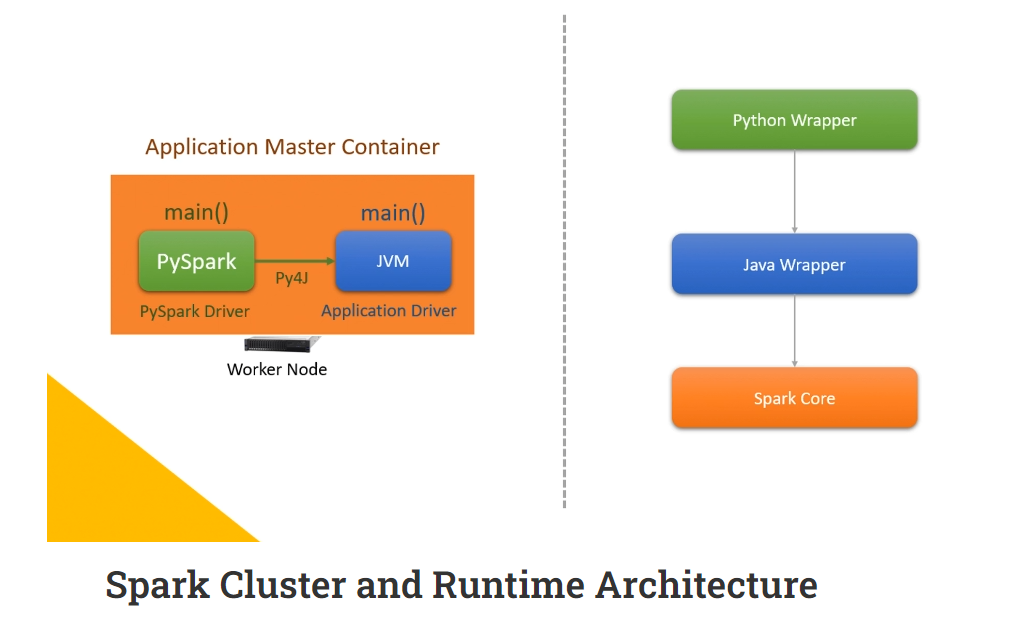 Application Master Container
main()
main()
PySpark
JVM
Py4J
PySpark Driver
Application Driver
Worker Node
Python Wrapper
Java Wrapper
Spark Core
Spark Cluster and Runtime Architecture